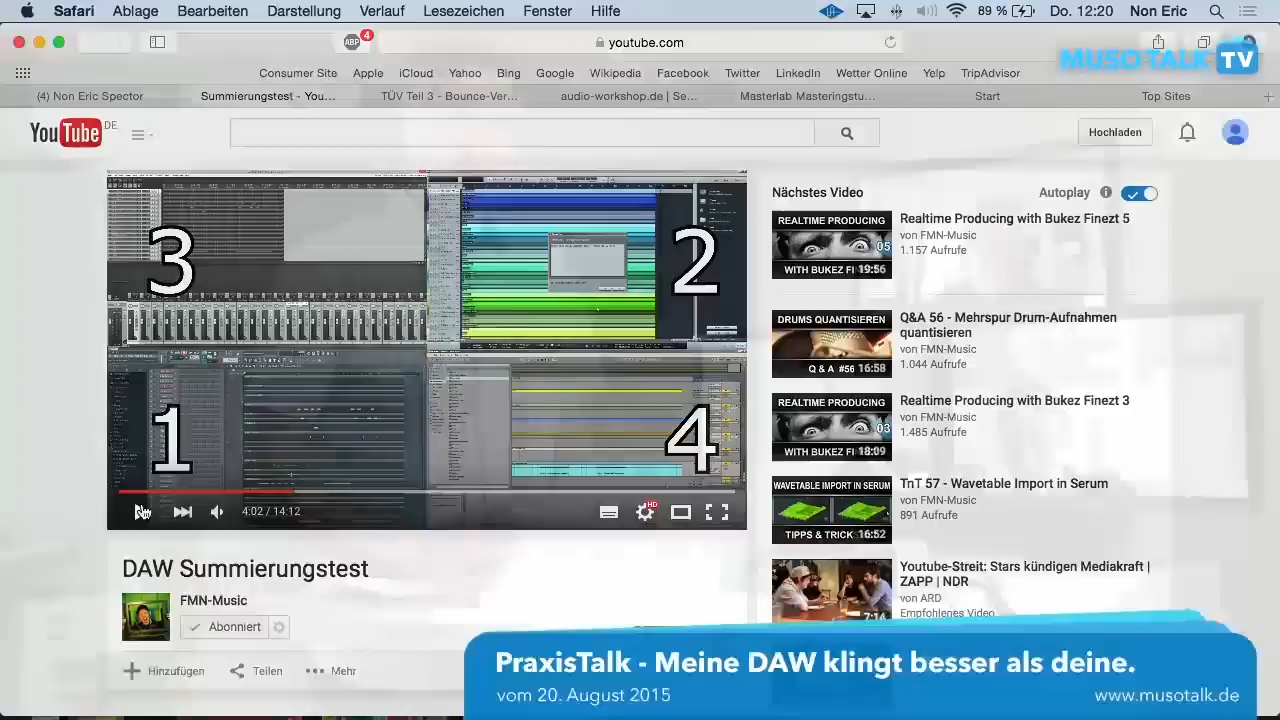 Safari Ablage Bearbeiten Darstellung Verlauf Lesezeichen Fenster Hilfe 89 % Do. 12:20 Non Eric
ABP 4 youtube.com
MUSOTALK TV
Consumer Site Apple iCloud Yahoo Bing Google Wikipedia Facebook Twitter LinkedIn Wetter Online Yelp TripAdvisor
(4) Non Eric Spector Summierungstest - You... TÜV Teil 3 - Bounce-Ver... audio-workshop.de | Se... Masterlab Masteringstu... Start Top Sites
YouTube DE Hochladen
3 2
1 4
4:02 / 14:12 HD
DAW Summierungstest
FMN-Music
Abonniert
Hinzufügen Teilen Mehr
Nächstes Video Autoplay
REALTIME PRODUCING
05
WITH BUKEZ FI 19:56
Realtime Producing with Bukez Finezt 5
von FMN-Music
1.157 Aufrufe
DRUMS QUANTISIEREN
Q & A #56 16:58
Q&A 56 - Mehrspur Drum-Aufnahmen
quantisieren
von FMN-Music
1.044 Aufrufe
REALTIME PRODUCING
03
WITH BUKEZ FI 18:09
Realtime Producing with Bukez Finezt 3
von FMN-Music
1.485 Aufrufe
WAVETABLE IMPORT IN SERUM
TIPPS & TRICK 16:52
TnT 57 - Wavetable Import in Serum
von FMN-Music
891 Aufrufe
7:14
Youtube-Streit: Stars kündigen Mediakraft |
ZAPP | NDR
von ARD
Empfohlenes Video
PraxisTalk - Meine DAW klingt besser als deine.
vom 20. August 2015 www.musotalk.de